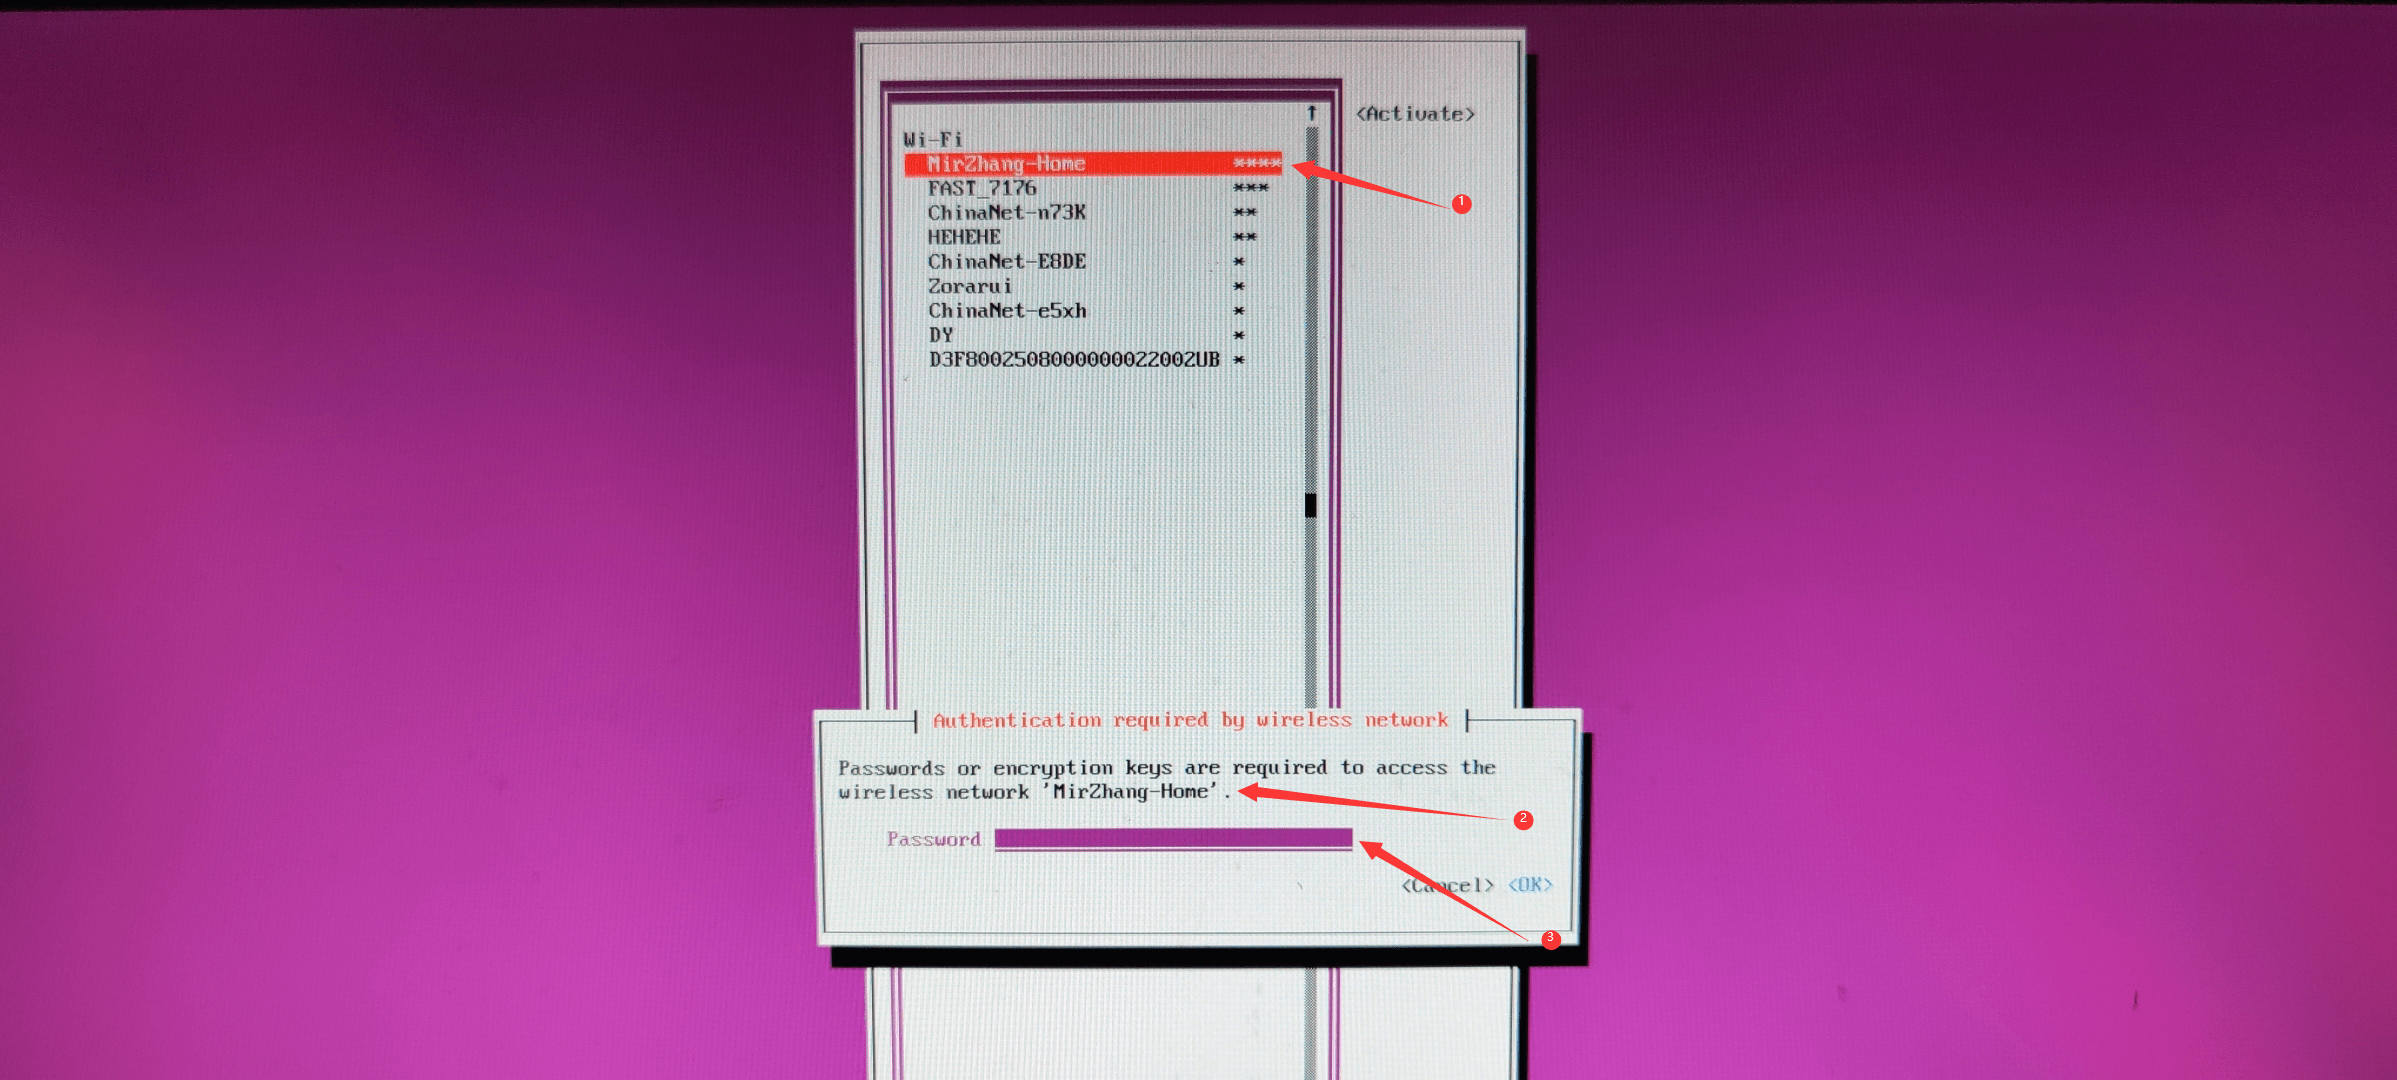 <Activate>
Wi-Fi
MirZhang-Home ****
FAST_7176 ***
ChinaNet-n73K **
HEHEHE **
ChinaNet-E8DE *
Zorarui *
ChinaNet-e5xh *
DY *
D3F8002508000000022002UB *
1
Authentication required by wireless network
Passwords or encryption keys are required to access the
wireless network 'MirZhang-Home'.
2
Password
<Cancel> <OK>
3